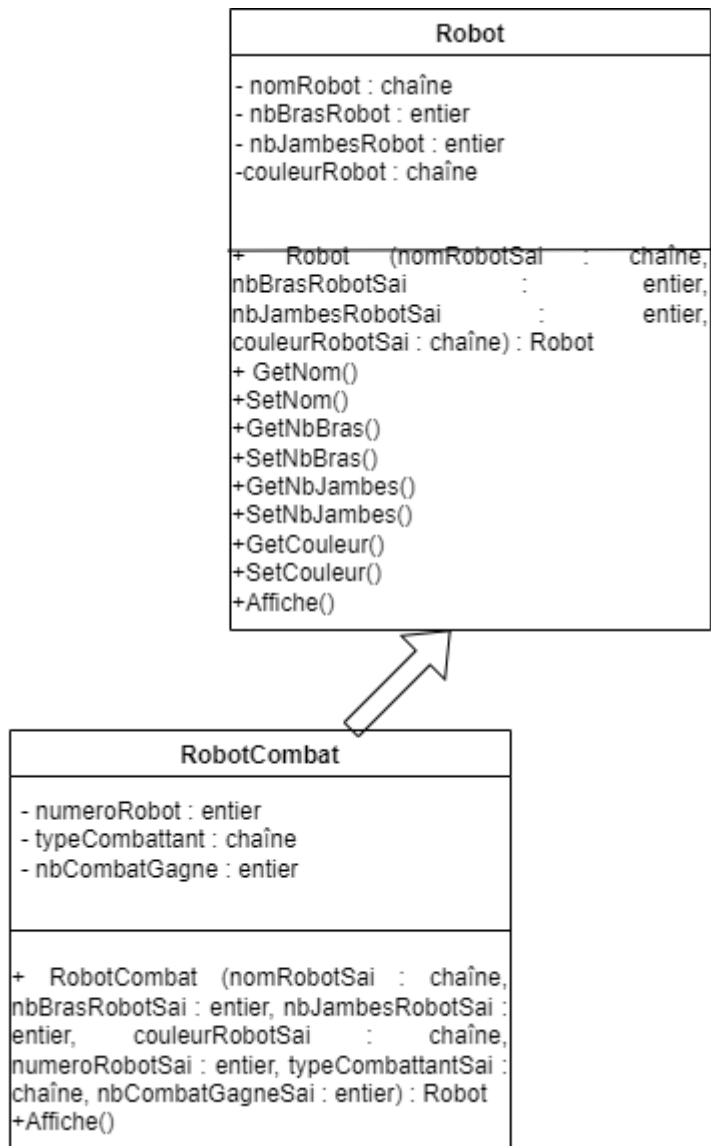 Robot
- nomRobot : chaîne
- nbBrasRobot : entier
- nbJambesRobot : entier
-couleurRobot : chaîne
+ Robot (nomRobotSai : chaîne,
nbBrasRobotSai : entier,
nbJambesRobotSai : entier,
couleurRobotSai : chaîne) : Robot
+ GetNom()
+SetNom()
+GetNbBras()
+SetNbBras()
+GetNbJambes()
+SetNbJambes()
+GetCouleur()
+SetCouleur()
+Affiche()
RobotCombat
- numeroRobot : entier
- typeCombattant : chaîne
- nbCombatGagne : entier
+ RobotCombat (nomRobotSai : chaîne,
nbBrasRobotSai : entier, nbJambesRobotSai :
entier, couleurRobotSai : chaîne,
numeroRobotSai : entier, typeCombattantSai :
chaîne, nbCombatGagneSai : entier) : Robot
+Affiche()